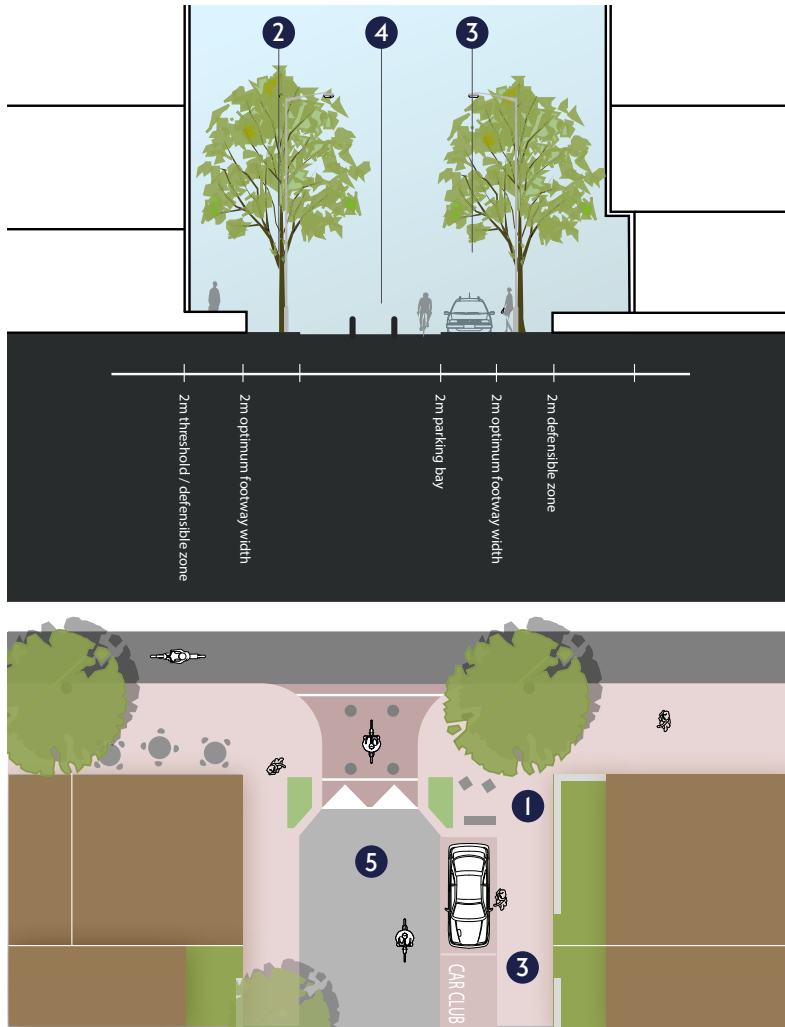 2
4
3
2m threshold / defensible zone
2m optimum footway width
2m parking bay
2m optimum footway width
2m defensible zone
1
5
3
CAR CLUB